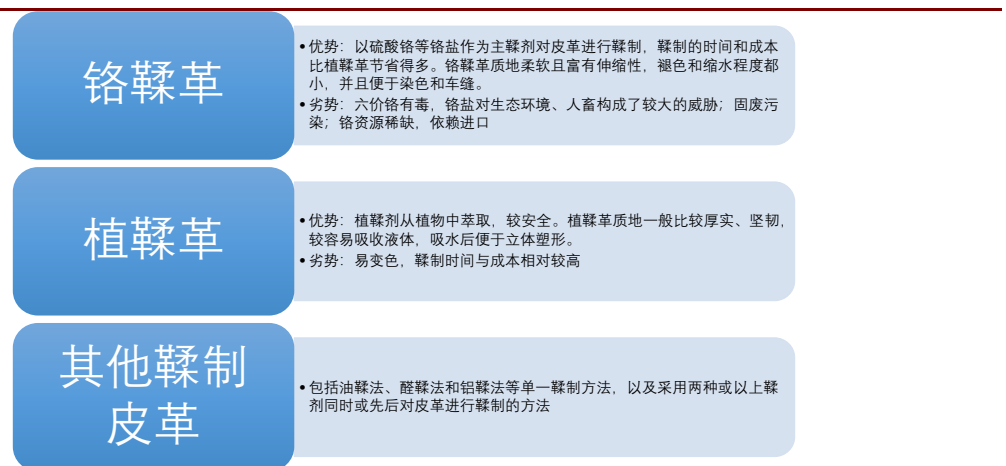 铬鞣革
•优势：以硫酸铬等铬盐作为主鞣剂对皮革进行鞣制，鞣制的时间和成本
比植鞣革节省得多。铬鞣革质地柔软且富有伸缩性，褪色和缩水程度都
小，并且便于染色和车缝。
•劣势：六价铬有毒，铬盐对生态环境、人畜构成了较大的威胁；固废污
染；铬资源稀缺，依赖进口
植鞣革
•优势：植鞣剂从植物中萃取，较安全。植鞣革质地一般比较厚实、坚韧，
较容易吸收液体，吸水后便于立体塑形。
•劣势：易变色，鞣制时间与成本相对较高
其他鞣制
皮革
•包括油鞣法、醛鞣法和铝鞣法等单一鞣制方法，以及采用两种或以上鞣
剂同时或先后对皮革进行鞣制的方法